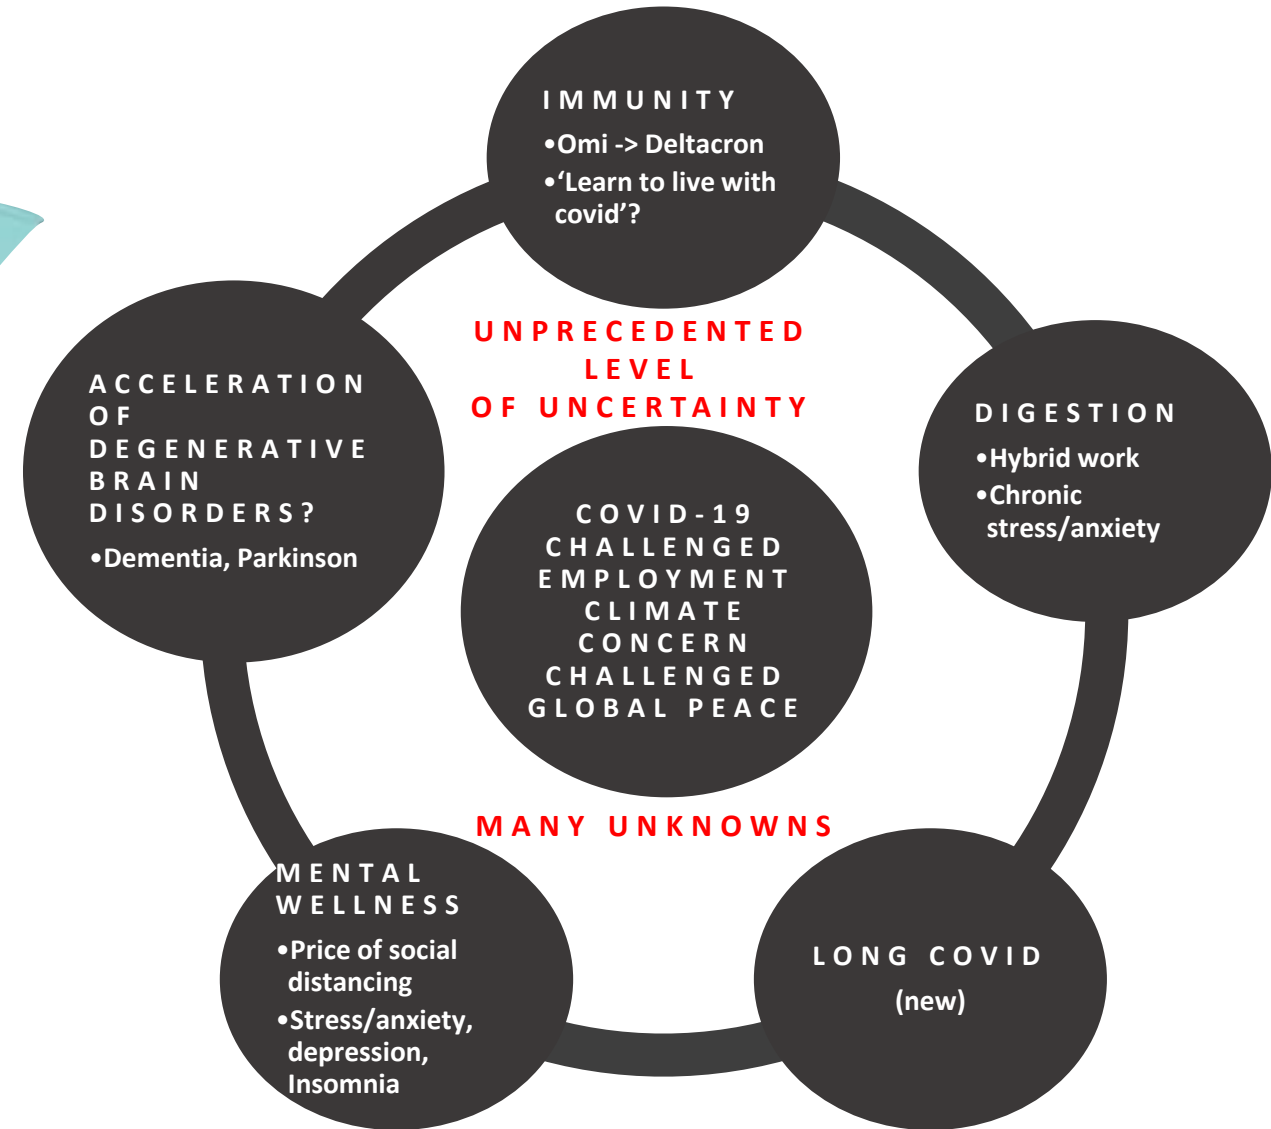 IMMUNITY
•Omi -> Deltacron
•‘Learn to live with
covid’?
UNPRECEDENTED
LEVEL
OF UNCERTAINTY
ACCELERATION
OF
DEGENERATIVE
BRAIN
DISORDERS?
•Dementia, Parkinson
DIGESTION
•Hybrid work
•Chronic
stress/anxiety
COVID-19
CHALLENGED
EMPLOYMENT
CLIMATE
CONCERN
CHALLENGED
GLOBAL PEACE
MANY UNKNOWNS
MENTAL
WELLNESS
•Price of social
distancing
•Stress/anxiety,
depression,
Insomnia
LONG COVID
(new)